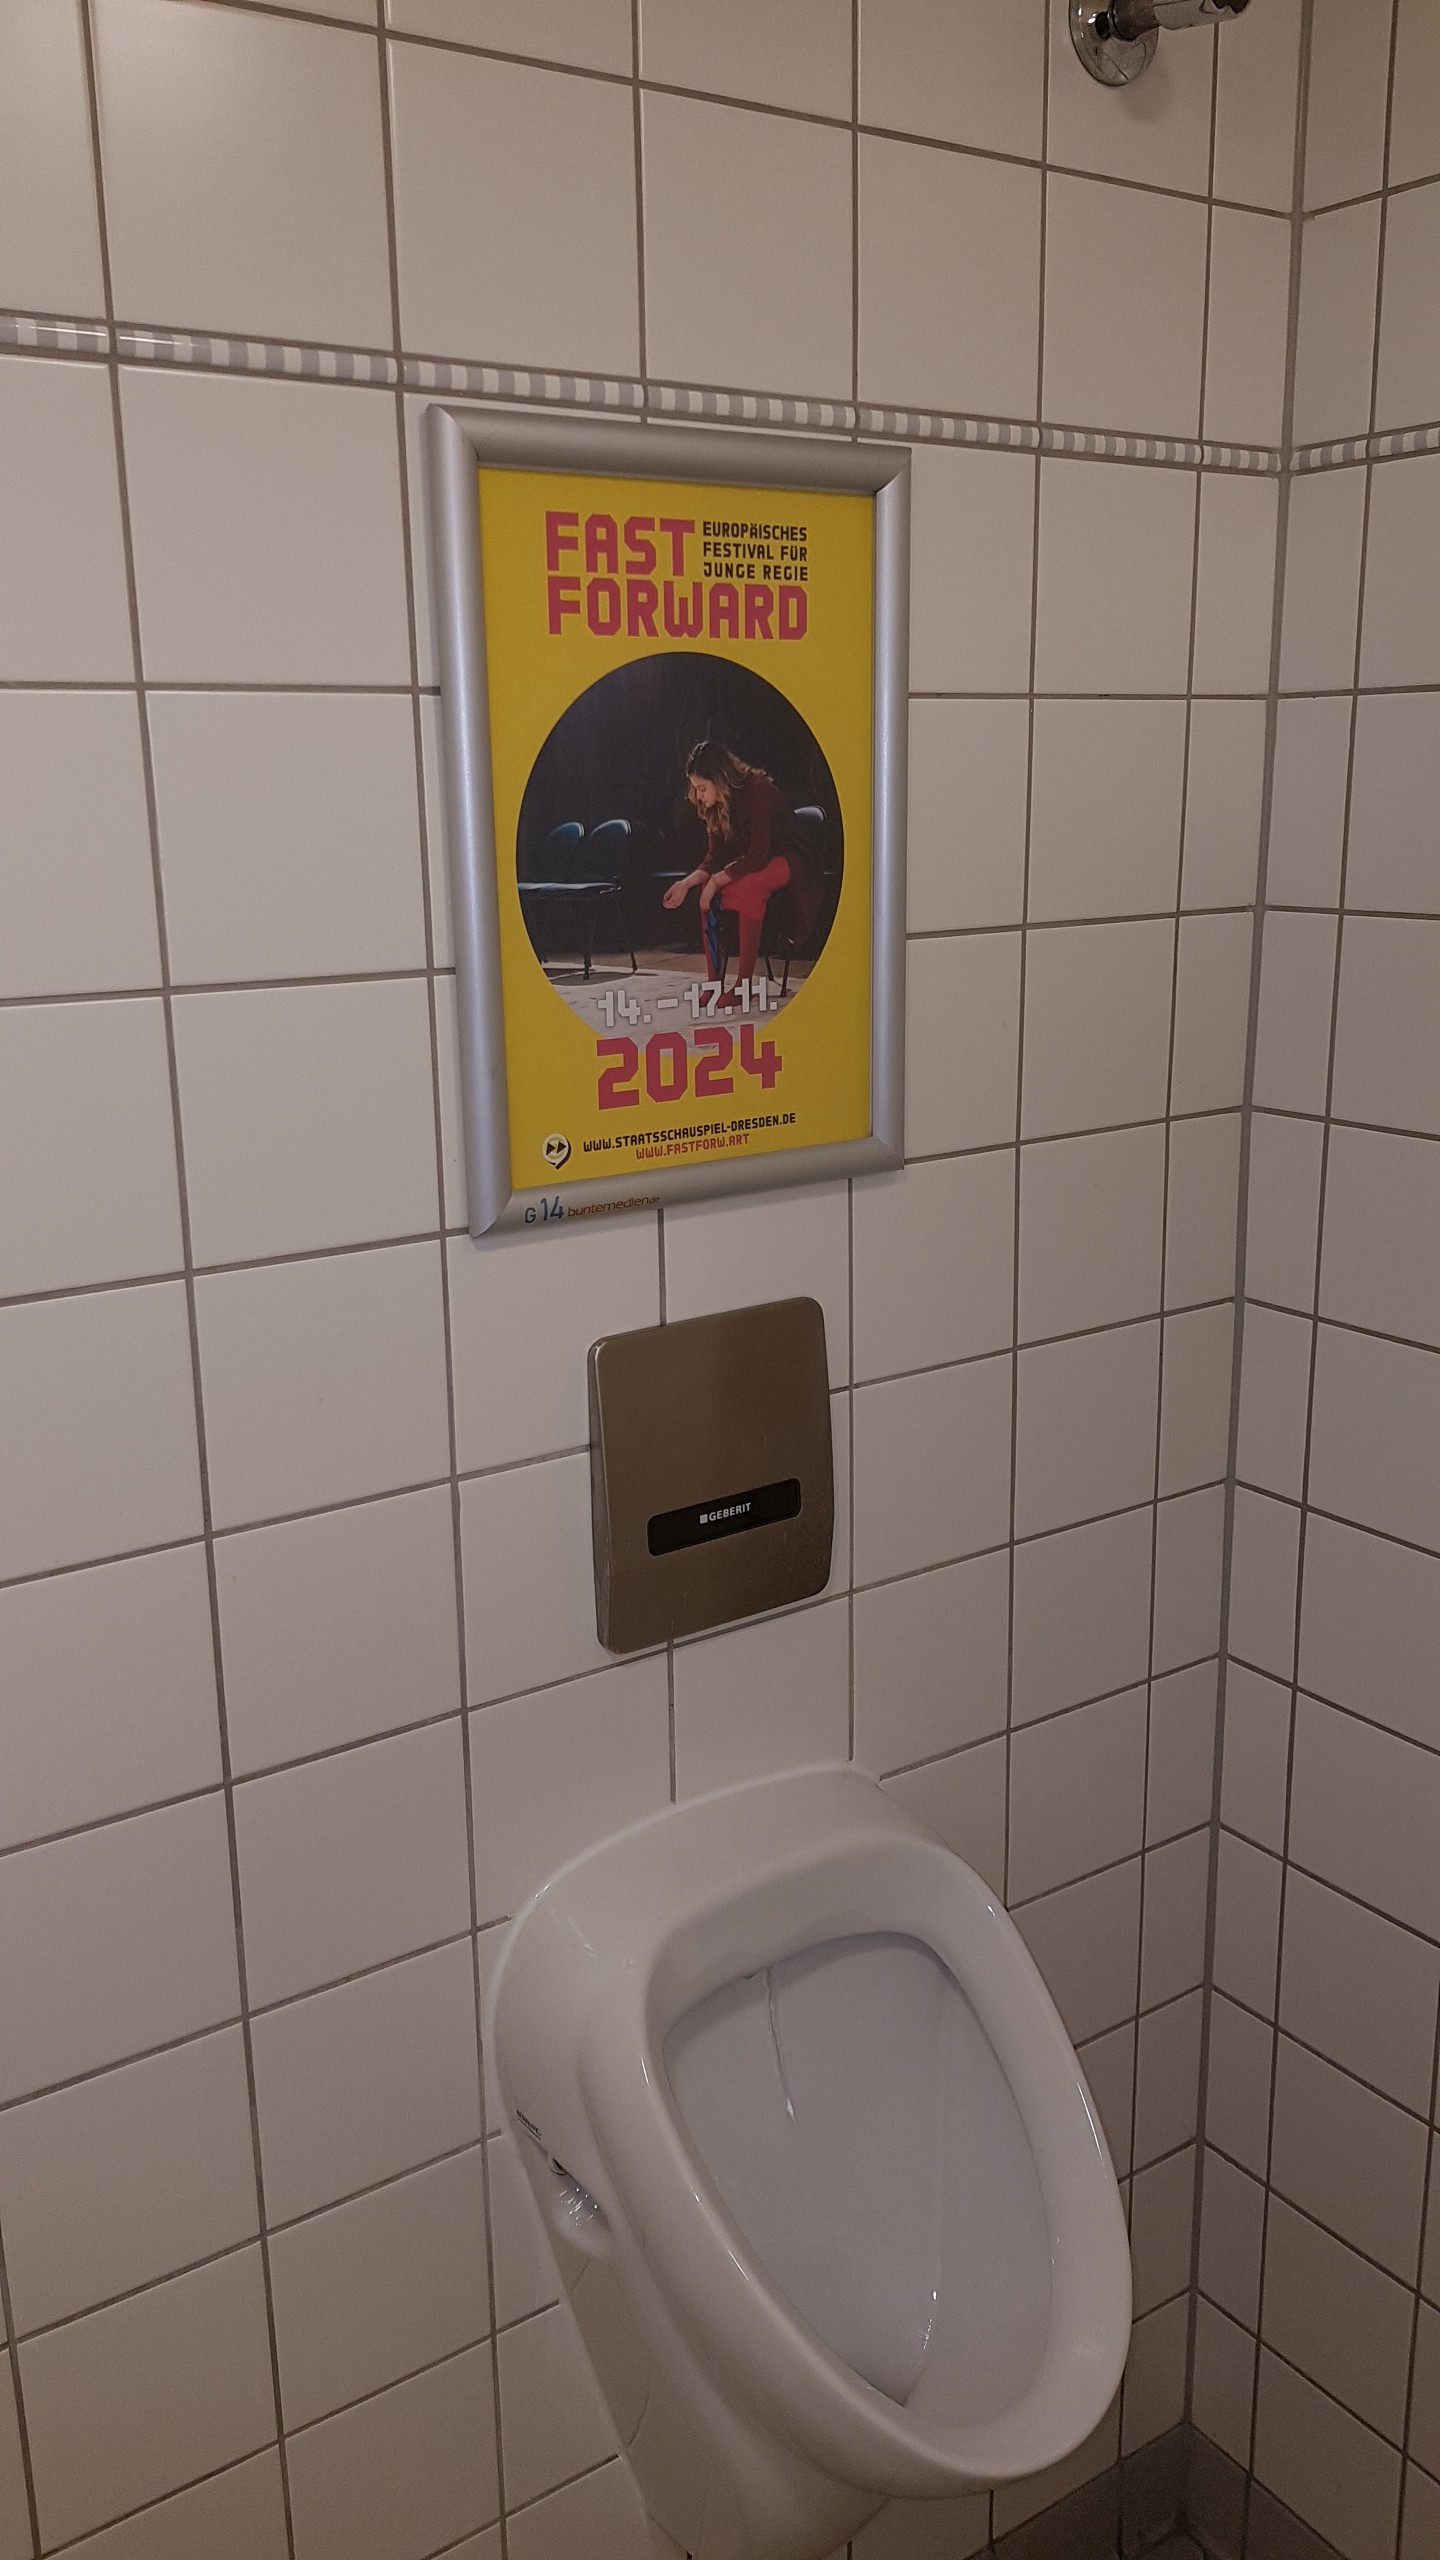 FAST
EUROPÄISCHES
FESTIVAL FÜR
JUNGE REGIE
FORWARD
14.-17.11.
2024
WWW.STAATSSCHAUSPIEL-DRESDEN.DE
WWW.FASTFORW.ART
G 14 buntemedien.de
GEBERIT